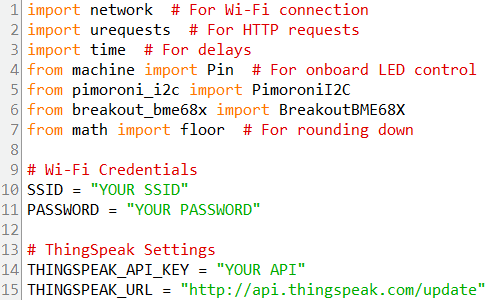 1 import network  # For Wi-Fi connection
2 import urequests  # For HTTP requests
3 import time  # For delays
4 from machine import Pin  # For onboard LED control
5 from pimoroni_i2c import PimoroniI2C
6 from breakout_bme68x import BreakoutBME68X
7 from math import floor  # For rounding down
8
9 # Wi-Fi Credentials
10 SSID = "YOUR SSID"
11 PASSWORD = "YOUR PASSWORD"
12
13 # ThingSpeak Settings
14 THINGSPEAK_API_KEY = "YOUR API"
15 THINGSPEAK_URL = "http://api.thingspeak.com/update"